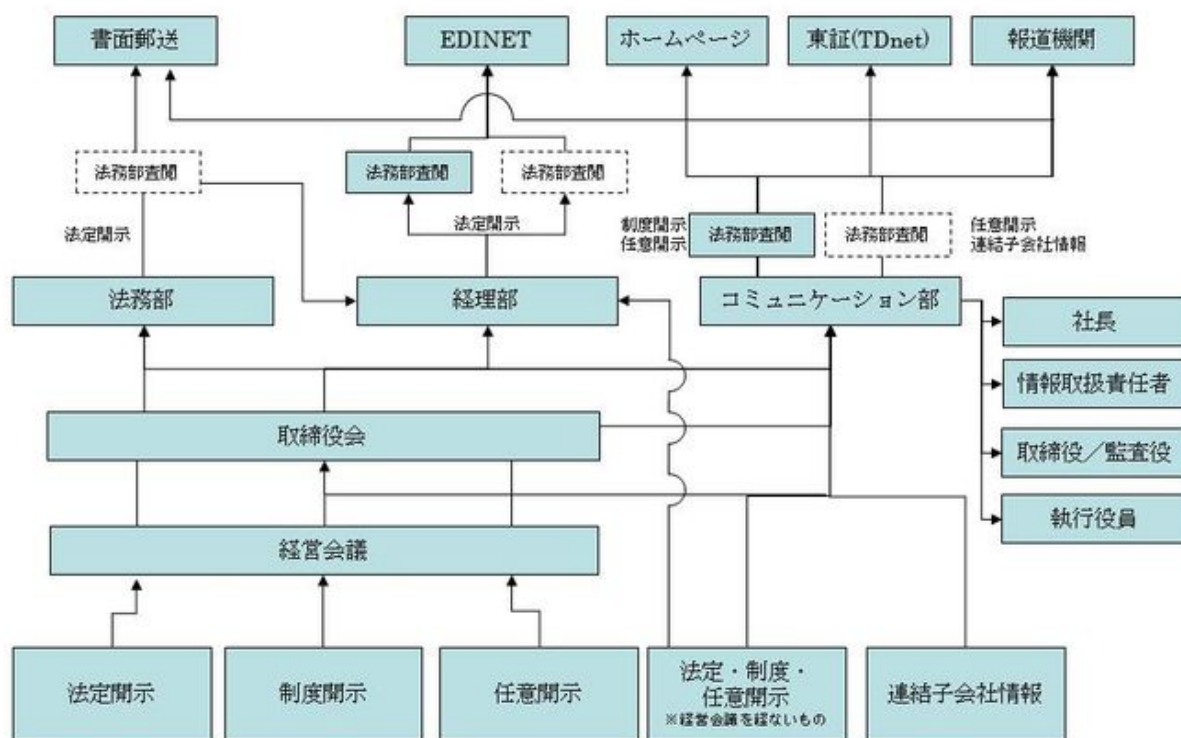 書面郵送
EDINET
ホームページ
東証(TDnet)
報道機関
法務部査閲
法務部査閲
法務部査閲
法定開示
法定開示
制度開示
任意開示
法務部査閲
法務部査閲
任意開示
連結子会社情報
法務部
経理部
コミュニケーション部
社長
情報取扱責任者
取締役会
取締役／監査役
執行役員
経営会議
法定開示
制度開示
任意開示
法定・制度・
任意開示
※経営会議を経ないもの
連結子会社情報